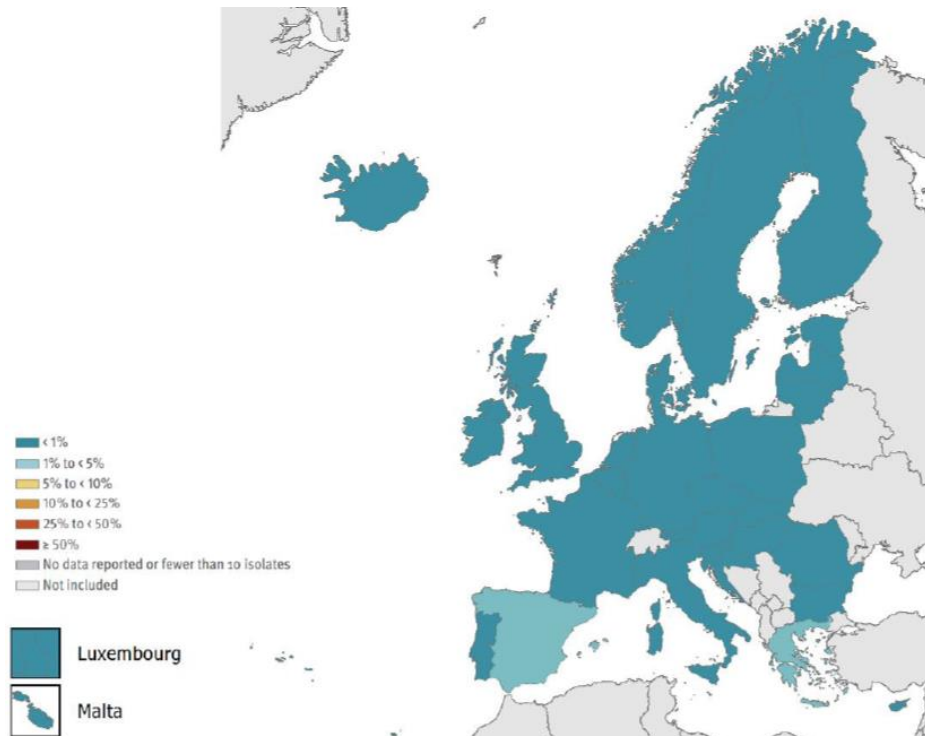 < 1%
1% to < 5%
5% to < 10%
10% to < 25%
25% to < 50%
≥ 50%
No data reported or fewer than 10 isolates
Not included
Luxembourg
Malta